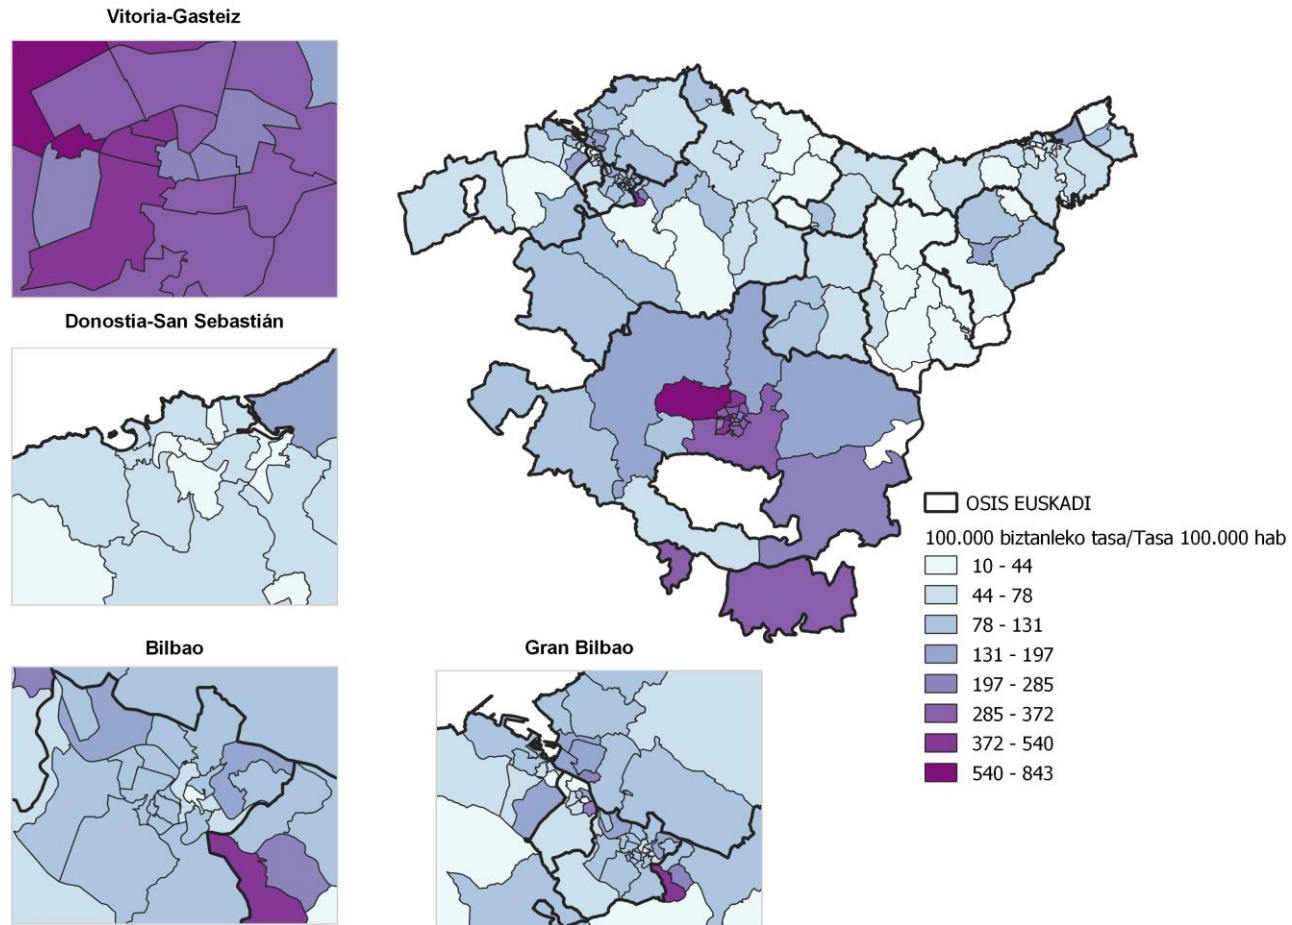 Vitoria-Gasteiz
Donostia-San Sebastián
Bilbao
Gran Bilbao
OSIS EUSKADI
100.000 biztanleko tasa/Tasa 100.000 hab
10 - 44
44 - 78
78 - 131
131 - 197
197 - 285
285 - 372
372 - 540
540 - 843